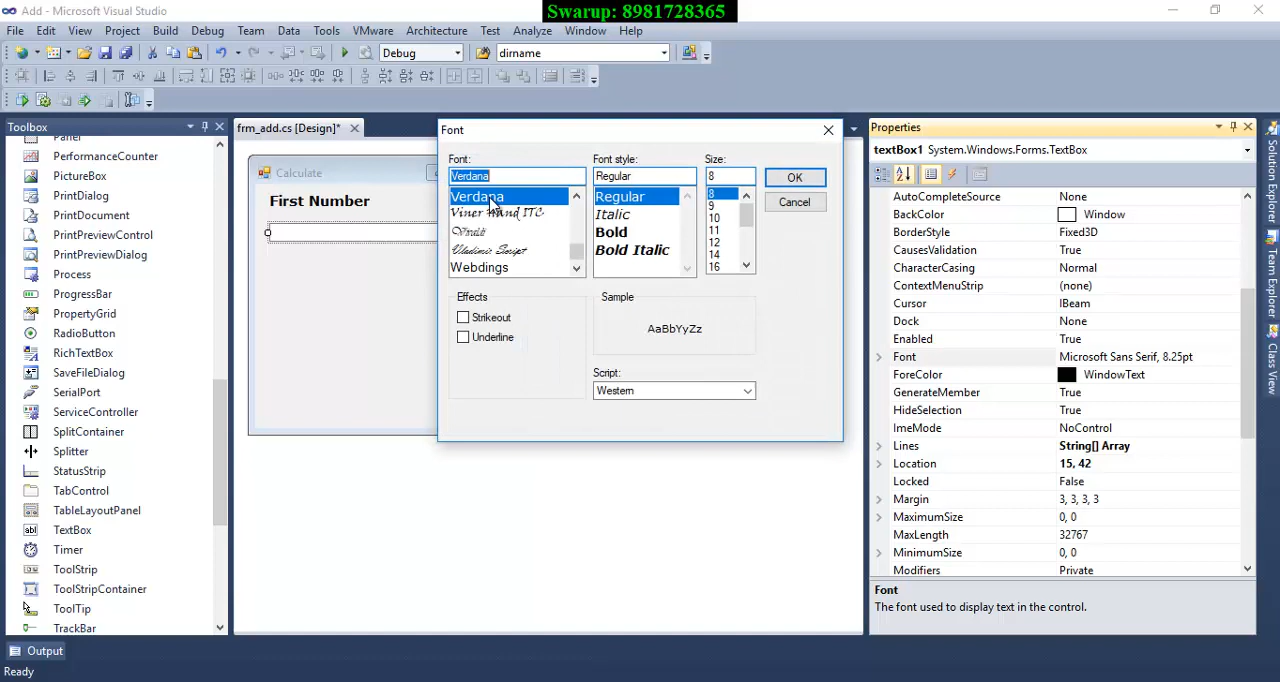 Add - Microsoft Visual Studio
Swarup: 8981728365
File Edit View Project Build Debug Team Data Tools VMware Architecture Test Analyze Window Help
Debug
dirname
Toolbox
Panel
PerformanceCounter
PictureBox
PrintDialog
PrintDocument
PrintPreviewControl
PrintPreviewDialog
Process
ProgressBar
PropertyGrid
RadioButton
RichTextBox
SaveFileDialog
SerialPort
ServiceController
SplitContainer
Splitter
StatusStrip
TabControl
TableLayoutPanel
abl TextBox
Timer
ToolStrip
ToolStripContainer
ToolTip
TrackBar
frm_add.cs [Design]*
Calculate
First Number
Font
Font:
Verdana
Verdana
Viner Hand ITC
Vivaldi
Vladimir Script
Webdings
Font style:
Regular
Regular
Italic
Bold
Bold Italic
Size:
8
8
9
10
11
12
14
16
OK
Cancel
Effects
Strikeout
Underline
Sample
AaBbYyZz
Script:
Western
Properties
textBox1 System.Windows.Forms.TextBox
AutoCompleteSource None
BackColor Window
BorderStyle Fixed3D
CausesValidation True
CharacterCasing Normal
ContextMenuStrip (none)
Cursor IBeam
Dock None
Enabled True
Font Microsoft Sans Serif, 8.25pt
ForeColor WindowText
GenerateMember True
HideSelection True
ImeMode NoControl
Lines String[] Array
Location 15, 42
Locked False
Margin 3, 3, 3, 3
MaximumSize 0, 0
MaxLength 32767
MinimumSize 0, 0
Modifiers Private
Font
The font used to display text in the control.
Solution Explorer
Team Explorer
Class View
Output
Ready